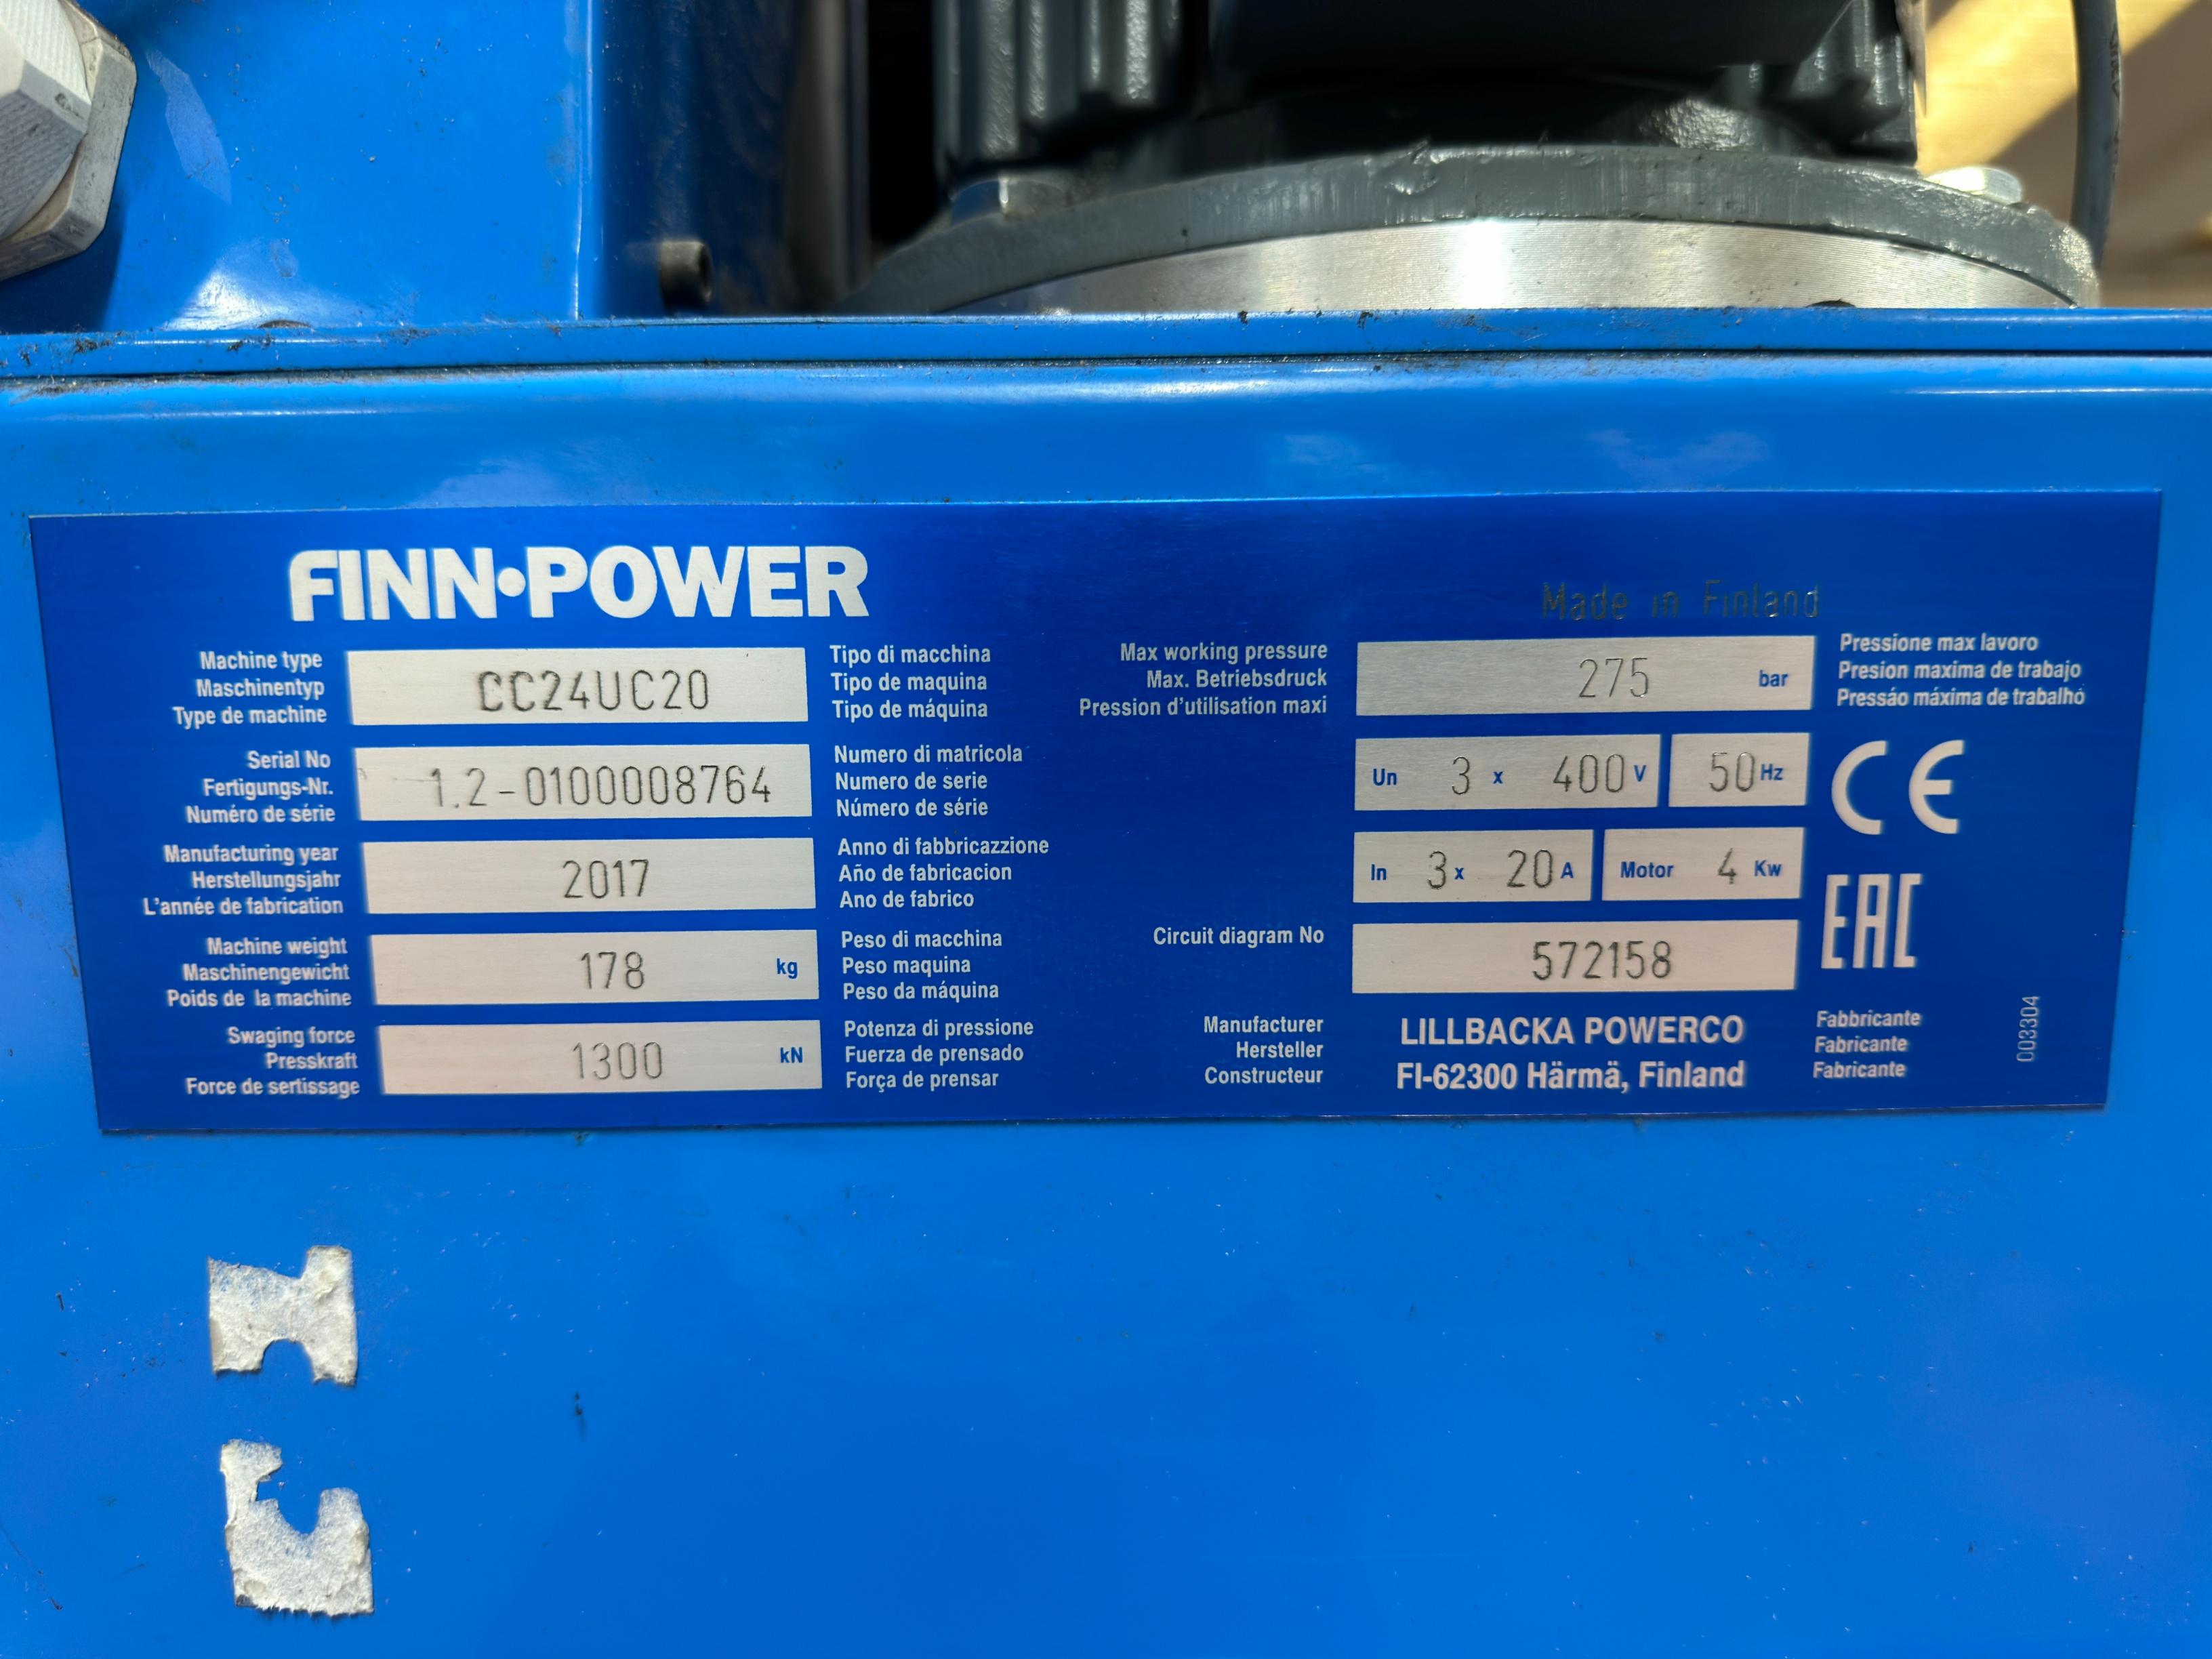 FINN•POWER
Made in Finland
Machine type
Maschinentyp
Type de machine
CC24UC20
Tipo di macchina
Tipo de maquina
Tipo de máquina
Serial No
Fertigungs-Nr.
Numéro de série
1.2-0100008764
Numero di matricola
Numero de serie
Número de série
Manufacturing year
Herstellungsjahr
L'année de fabrication
2017
Anno di fabbricazzione
Año de fabricacion
Ano de fabrico
Machine weight
Maschinengewicht
Poids de la machine
178 kg
Peso di macchina
Peso maquina
Peso da máquina
Swaging force
Presskraft
Force de sertissage
1300 kN
Potenza di pressione
Fuerza de prensado
Força de prensar
Max working pressure
Max. Betriebsdruck
Pression d'utilisation maxi
275 bar
Pressione max lavoro
Presion maxima de trabajo
Pressáo máxima de trabalhó
Un 3 x 400 V 50 Hz
CE
In 3 x 20 A Motor 4 Kw
EAC
Circuit diagram No
572158
Manufacturer
Hersteller
Constructeur
LILLBACKA POWERCO
FI-62300 Härmä, Finland
Fabbricante
Fabricante
Fabricante
003304